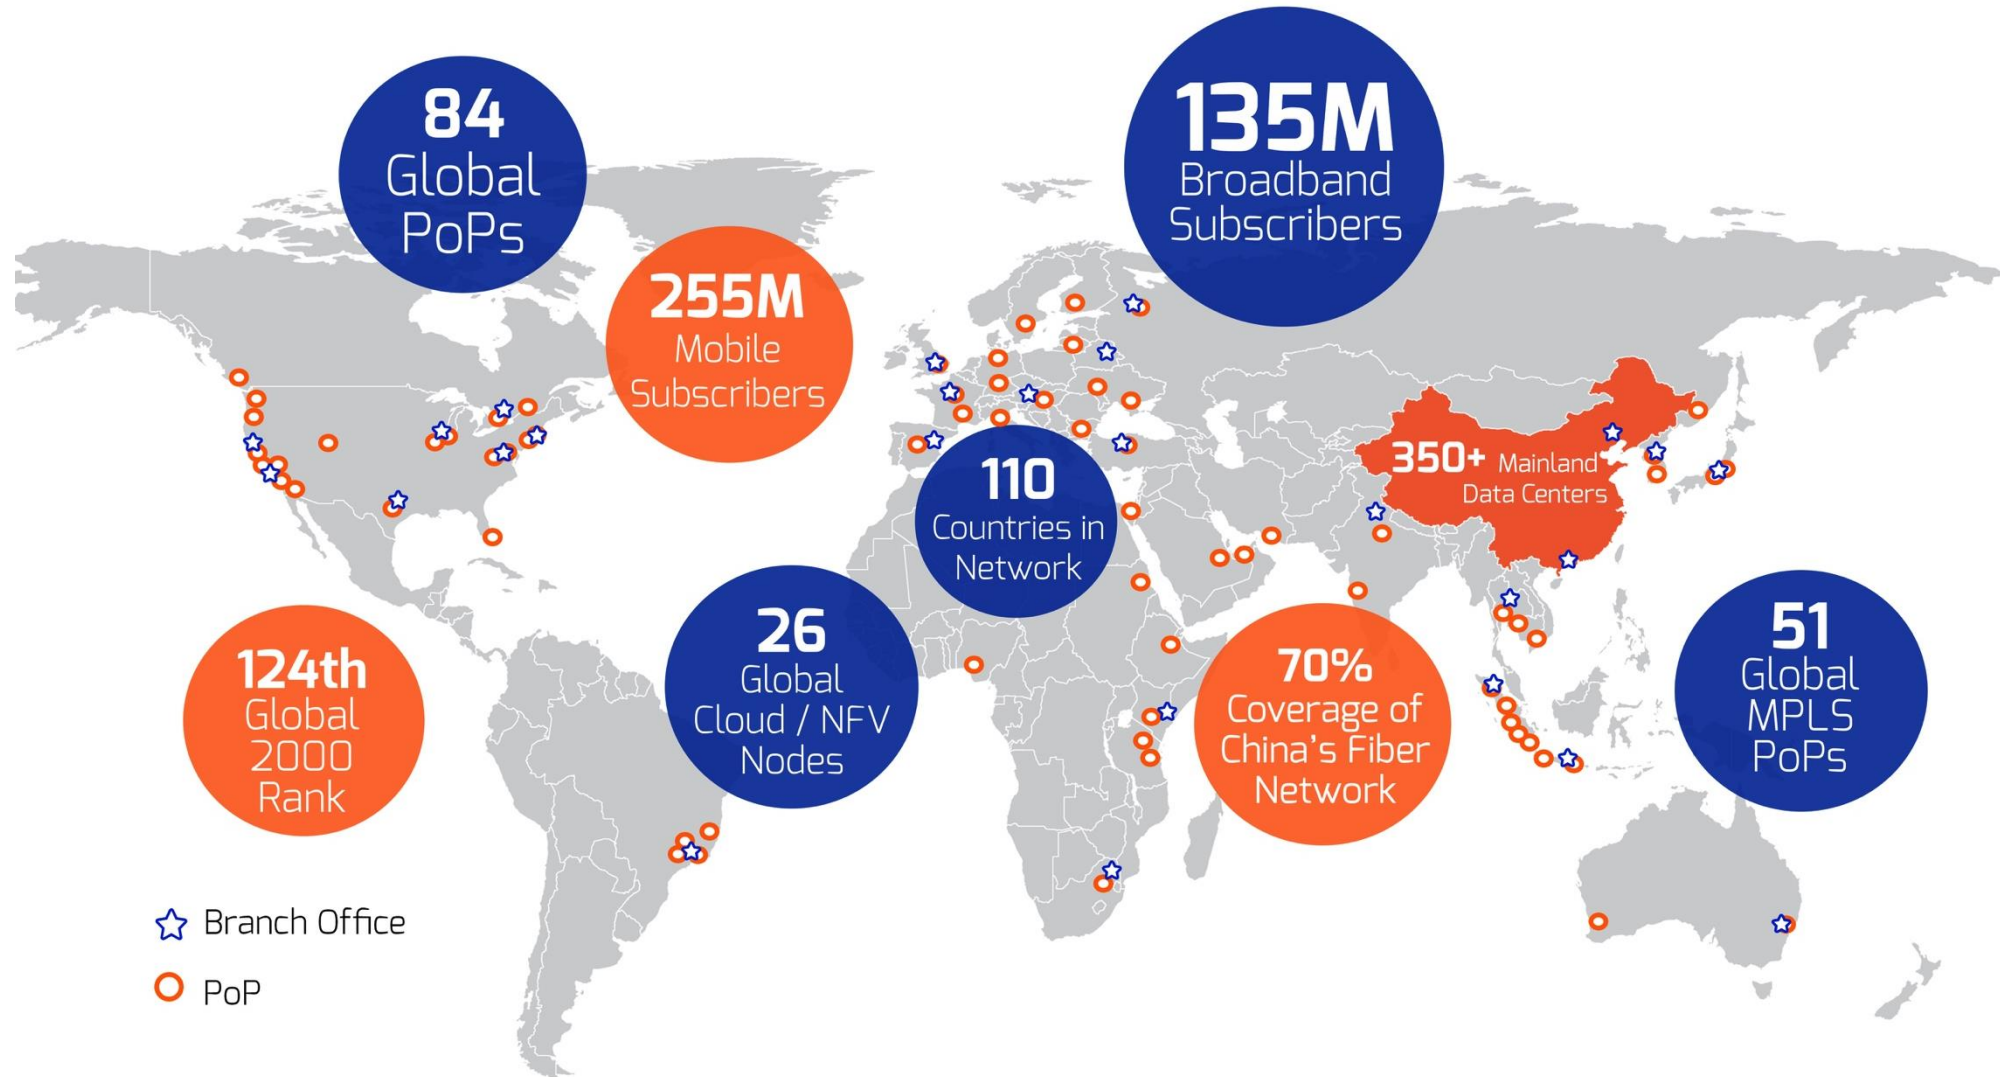 84
Global
PoPs
135M
Broadband
Subscribers
255M
Mobile
Subscribers
350+ Mainland
Data Centers
110
Countries in
Network
124th
Global
2000
Rank
26
Global
Cloud / NFV
Nodes
70%
Coverage of
China's Fiber
Network
51
Global
MPLS
PoPs
Branch Office
PoP